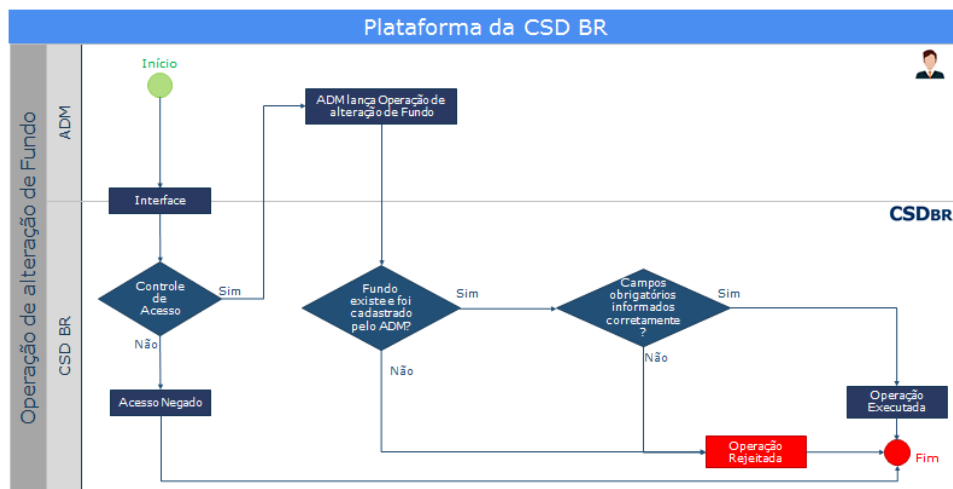 Plataforma da CSD BR
Operação de alteração de Fundo
ADM
Início
ADM lança Operação de
alteração de Fundo
Interface
CSDBR
CSD BR
Controle
de
Acesso
Sim
Não
Fundo
existe e foi
cadastrado
pelo ADM?
Sim
Não
Campos
obrigatórios
informados
corretamente
?
Sim
Não
Acesso Negado
Operação
Executada
Operação
Rejeitada
Fim